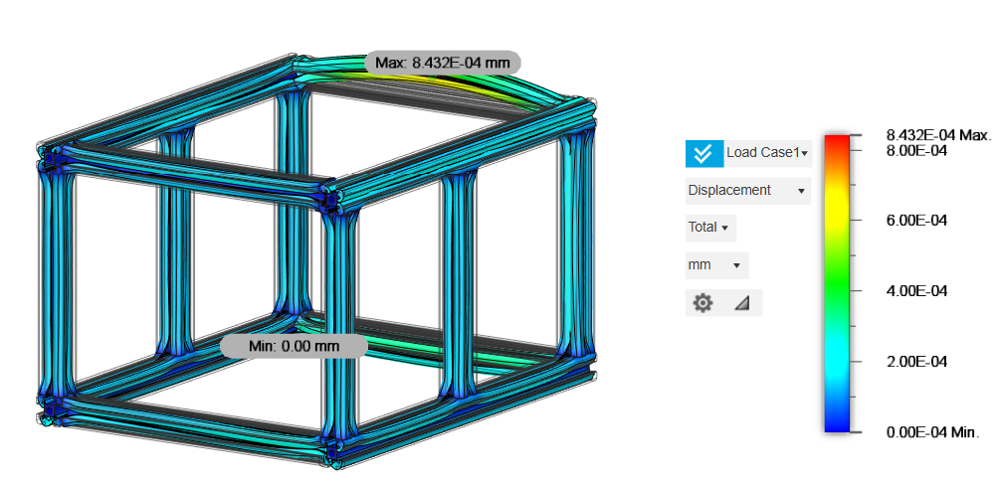 Max: 8.432E-04 mm
Min: 0.00 mm
Load Case1
Displacement
Total
mm
8.432E-04 Max.
8.00E-04
6.00E-04
4.00E-04
2.00E-04
0.00E-04 Min.